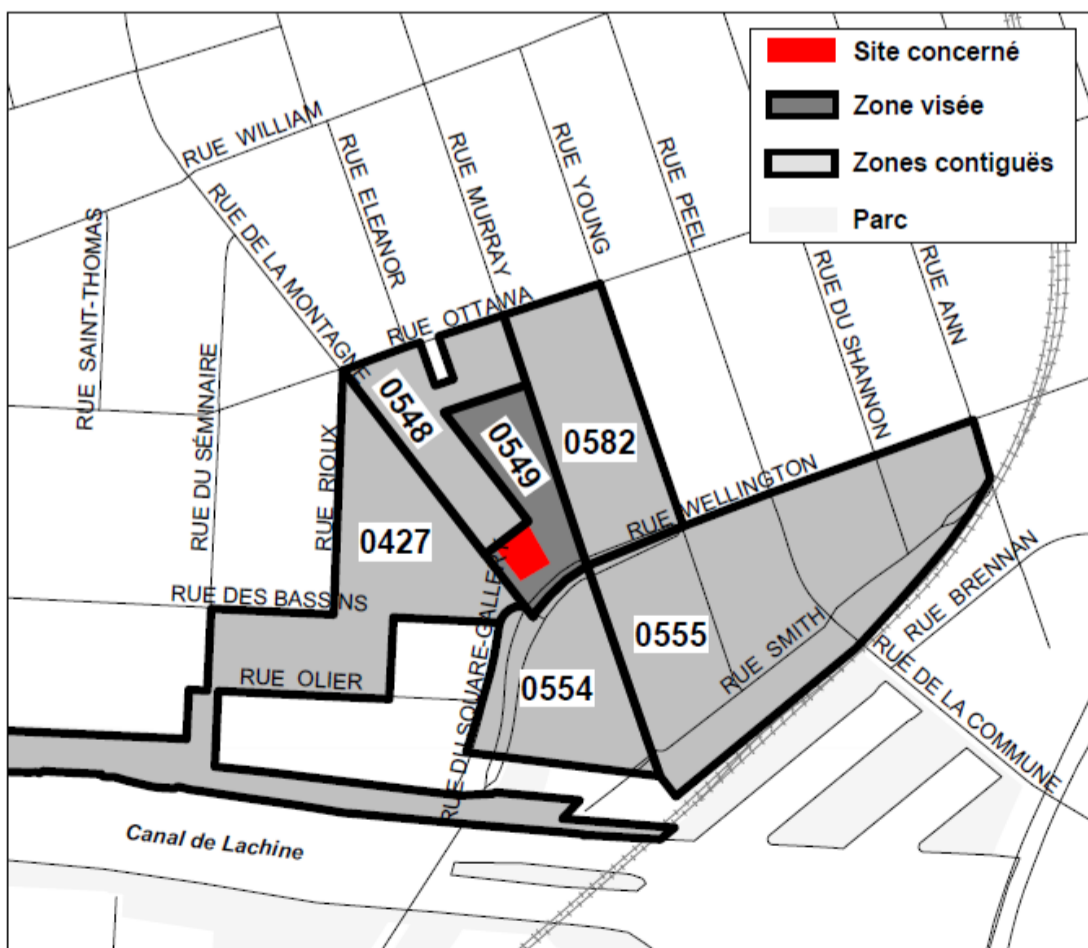 Site concerné
Zone visée
Zones contiguës
Parc
RUE WILLIAM
RUE ELEANOR
RUE MURRAY
RUE YOUNG
RUE PEEL
RUE DU SHANNON
RUE ANN
RUE SAINT-THOMAS
RUE DE LA MONTAGNE
RUE OTTAWA
RUE DU SÉMINAIRE
RUE RIOUX
0548
0549
0582
RUE WELLINGTON
0427
RUE DES BASSINS
0555
RUE BRENNAN
RUE SMITH
RUE OLIER
0554
RUE DE LA COMMUNE
RUE DU SQUARE-GALLE
Canal de Lachine